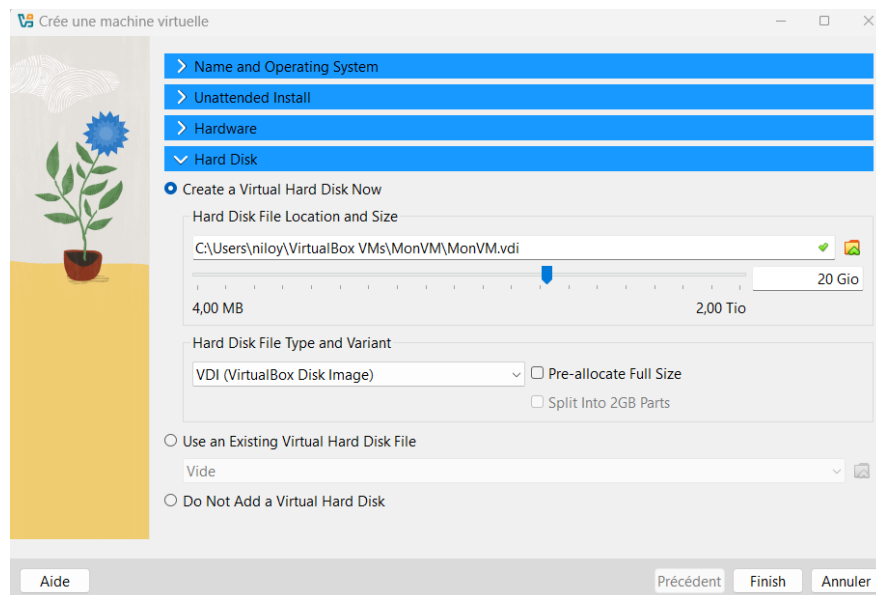 Crée une machine virtuelle
Name and Operating System
Unattended Install
Hardware
Hard Disk
Create a Virtual Hard Disk Now
Hard Disk File Location and Size
C:\Users\niloy\VirtualBox VMs\MonVM\MonVM.vdi
20 Gio
4,00 MB 2,00 Tio
Hard Disk File Type and Variant
VDI (VirtualBox Disk Image) Pre-allocate Full Size
Split Into 2GB Parts
Use an Existing Virtual Hard Disk File
Vide
Do Not Add a Virtual Hard Disk
Aide Précédent Finish Annuler